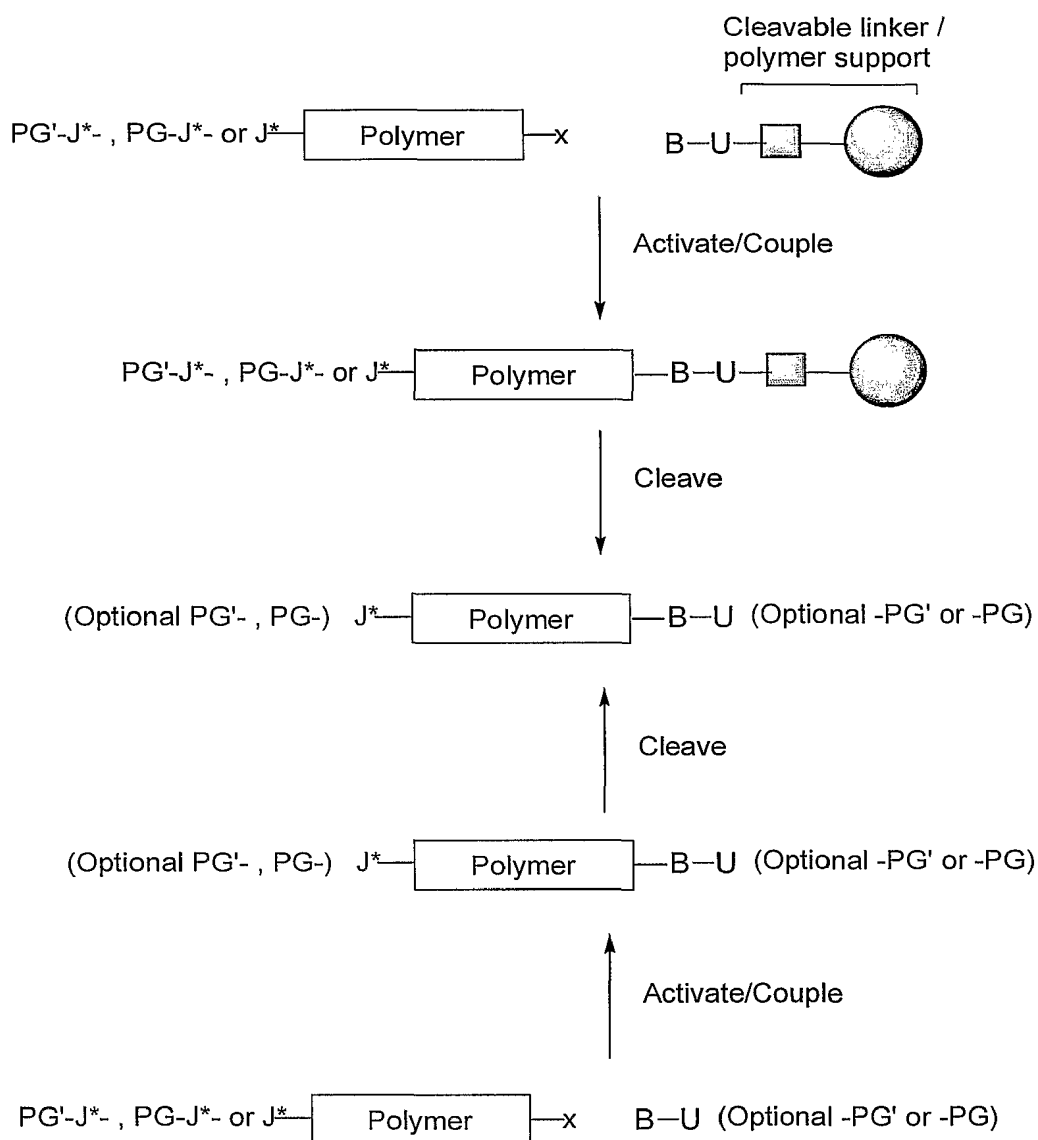 Cleavable linker /
polymer support
PG'-J*- , PG-J*- or J* Polymer x B-U
Activate/Couple
PG'-J*- , PG-J*- or J* Polymer B-U
Cleave
(Optional PG'- , PG-) J* Polymer B-U (Optional -PG' or -PG)
Cleave
(Optional PG'- , PG-) J* Polymer B-U (Optional -PG' or -PG)
Activate/Couple
PG'-J*- , PG-J*- or J* Polymer x B-U (Optional -PG' or -PG)